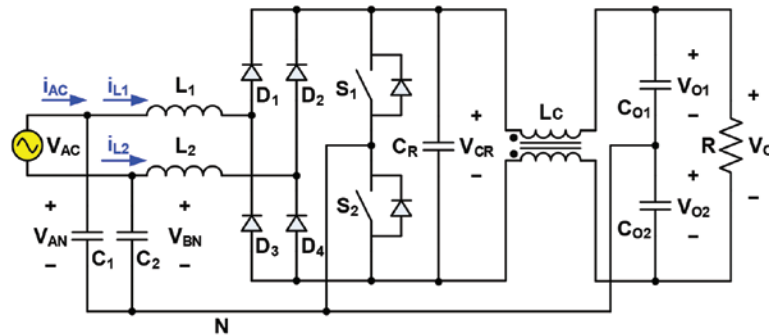 iAC iL1 L1
D1 D2 S1
VAC
iL2 L2
CR + VCR −
LC
CO1 + VO1 −
R + V
−
+ VAN − C1
C2 + VBN −
D3 D4
S2
CO2 + VO2 −
N